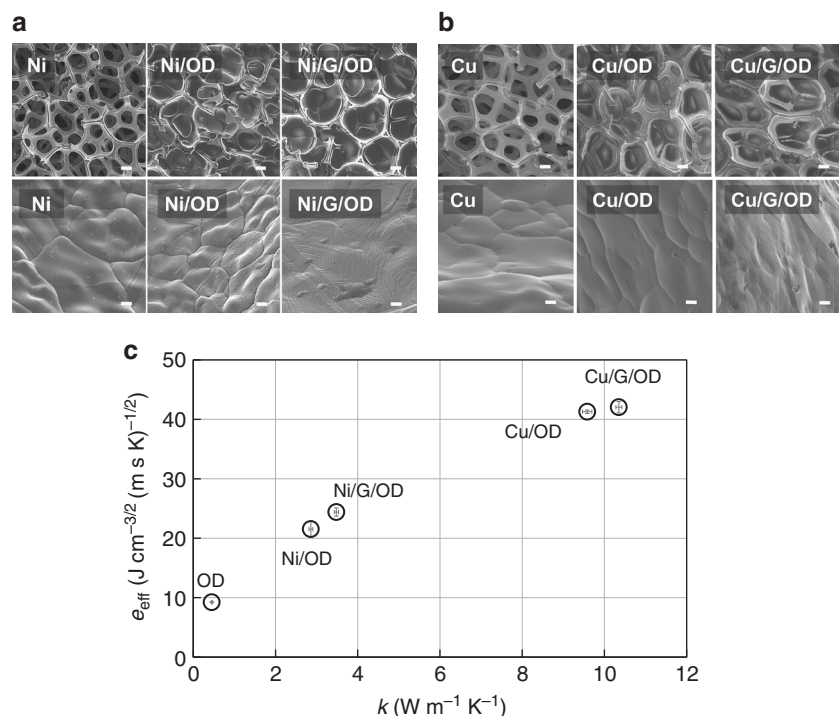 a
b
Ni
Ni/OD
Ni/G/OD
Cu
Cu/OD
Cu/G/OD
Ni
Ni/OD
Ni/G/OD
Cu
Cu/OD
Cu/G/OD
c
50
40
30
20
10
0
e_eff (J cm^–3/2 (m s K)^–1/2)
Cu/G/OD
Cu/OD
Ni/G/OD
Ni/OD
OD
0 2 4 6 8 10 12
k (W m^–1 K^–1)